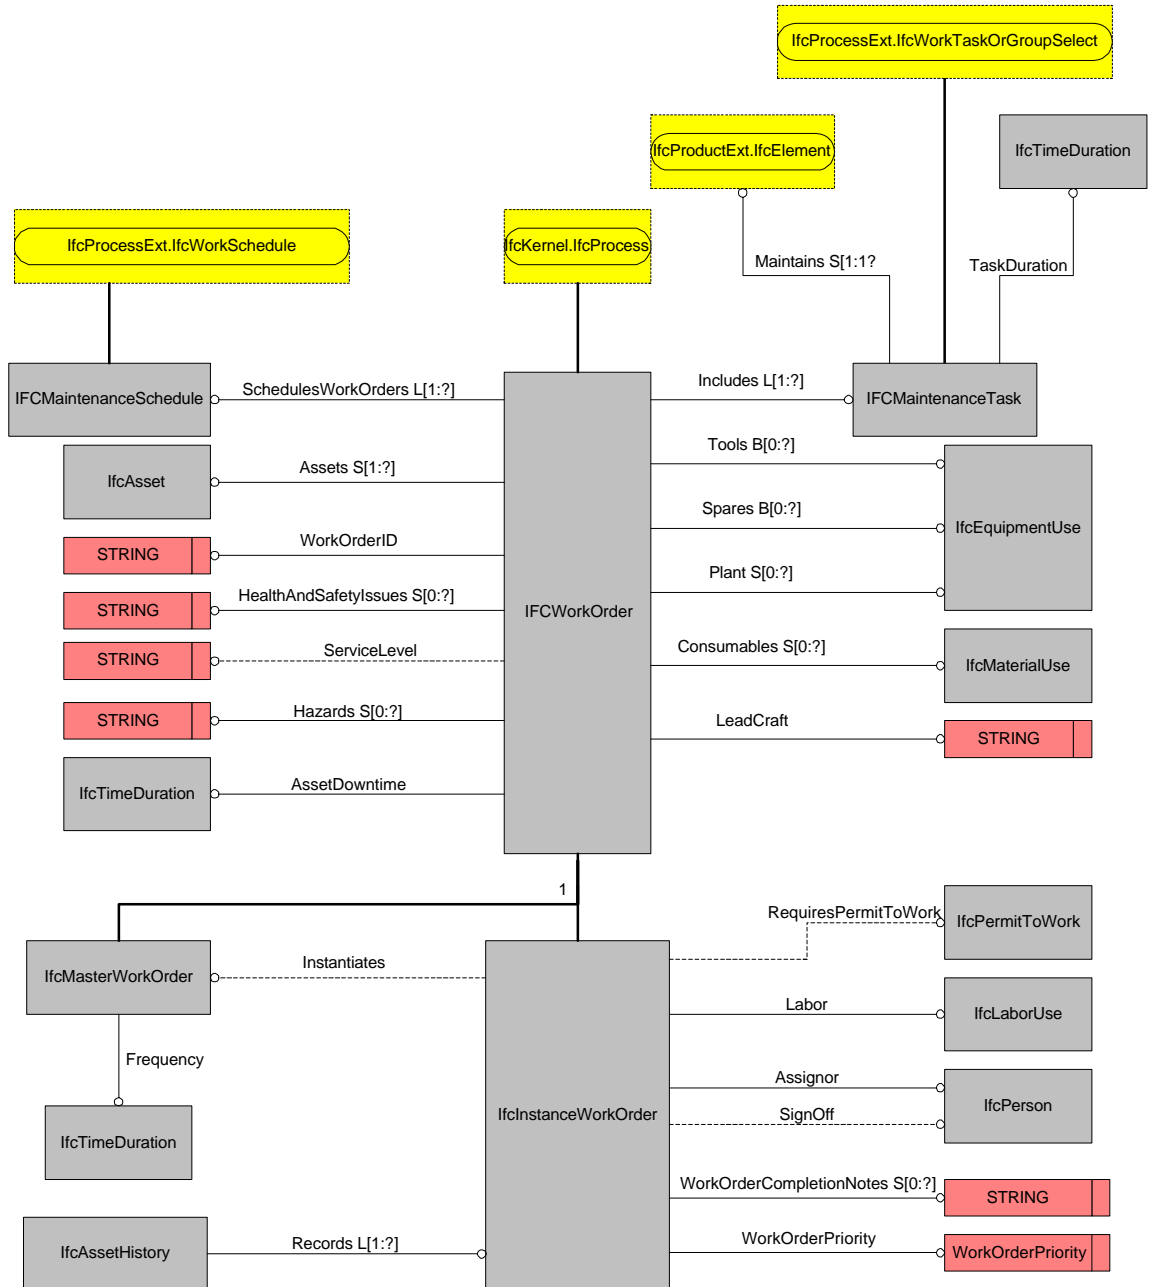 IfcProcessExt.IfcWorkTaskOrGroupSelect
IfcProductExt.IfcElement
IfcTimeDuration
IfcProcessExt.IfcWorkSchedule
IfcKernel.IfcProcess
Maintains S[1:1?
TaskDuration
IFCMaintenanceSchedule
SchedulesWorkOrders L[1:?]
Includes L[1:?]
IFCMaintenanceTask
Tools B[0:?]
IfcAsset
Assets S[1:?]
Spares B[0:?]
IfcEquipmentUse
STRING
WorkOrderID
Plant S[0:?]
STRING
HealthAndSafetyIssues S[0:?]
IFCWorkOrder
STRING
ServiceLevel
Consumables S[0:?]
IfcMaterialUse
STRING
Hazards S[0:?]
LeadCraft
STRING
IfcTimeDuration
AssetDowntime
1
RequiresPermitToWork
IfcPermitToWork
IfcMasterWorkOrder
Instantiates
Labor
IfcLaborUse
Frequency
Assignor
IfcPerson
IfcInstanceWorkOrder
SignOff
IfcTimeDuration
WorkOrderCompletionNotes S[0:?]
STRING
IfcAssetHistory
Records L[1:?]
WorkOrderPriority
WorkOrderPriority